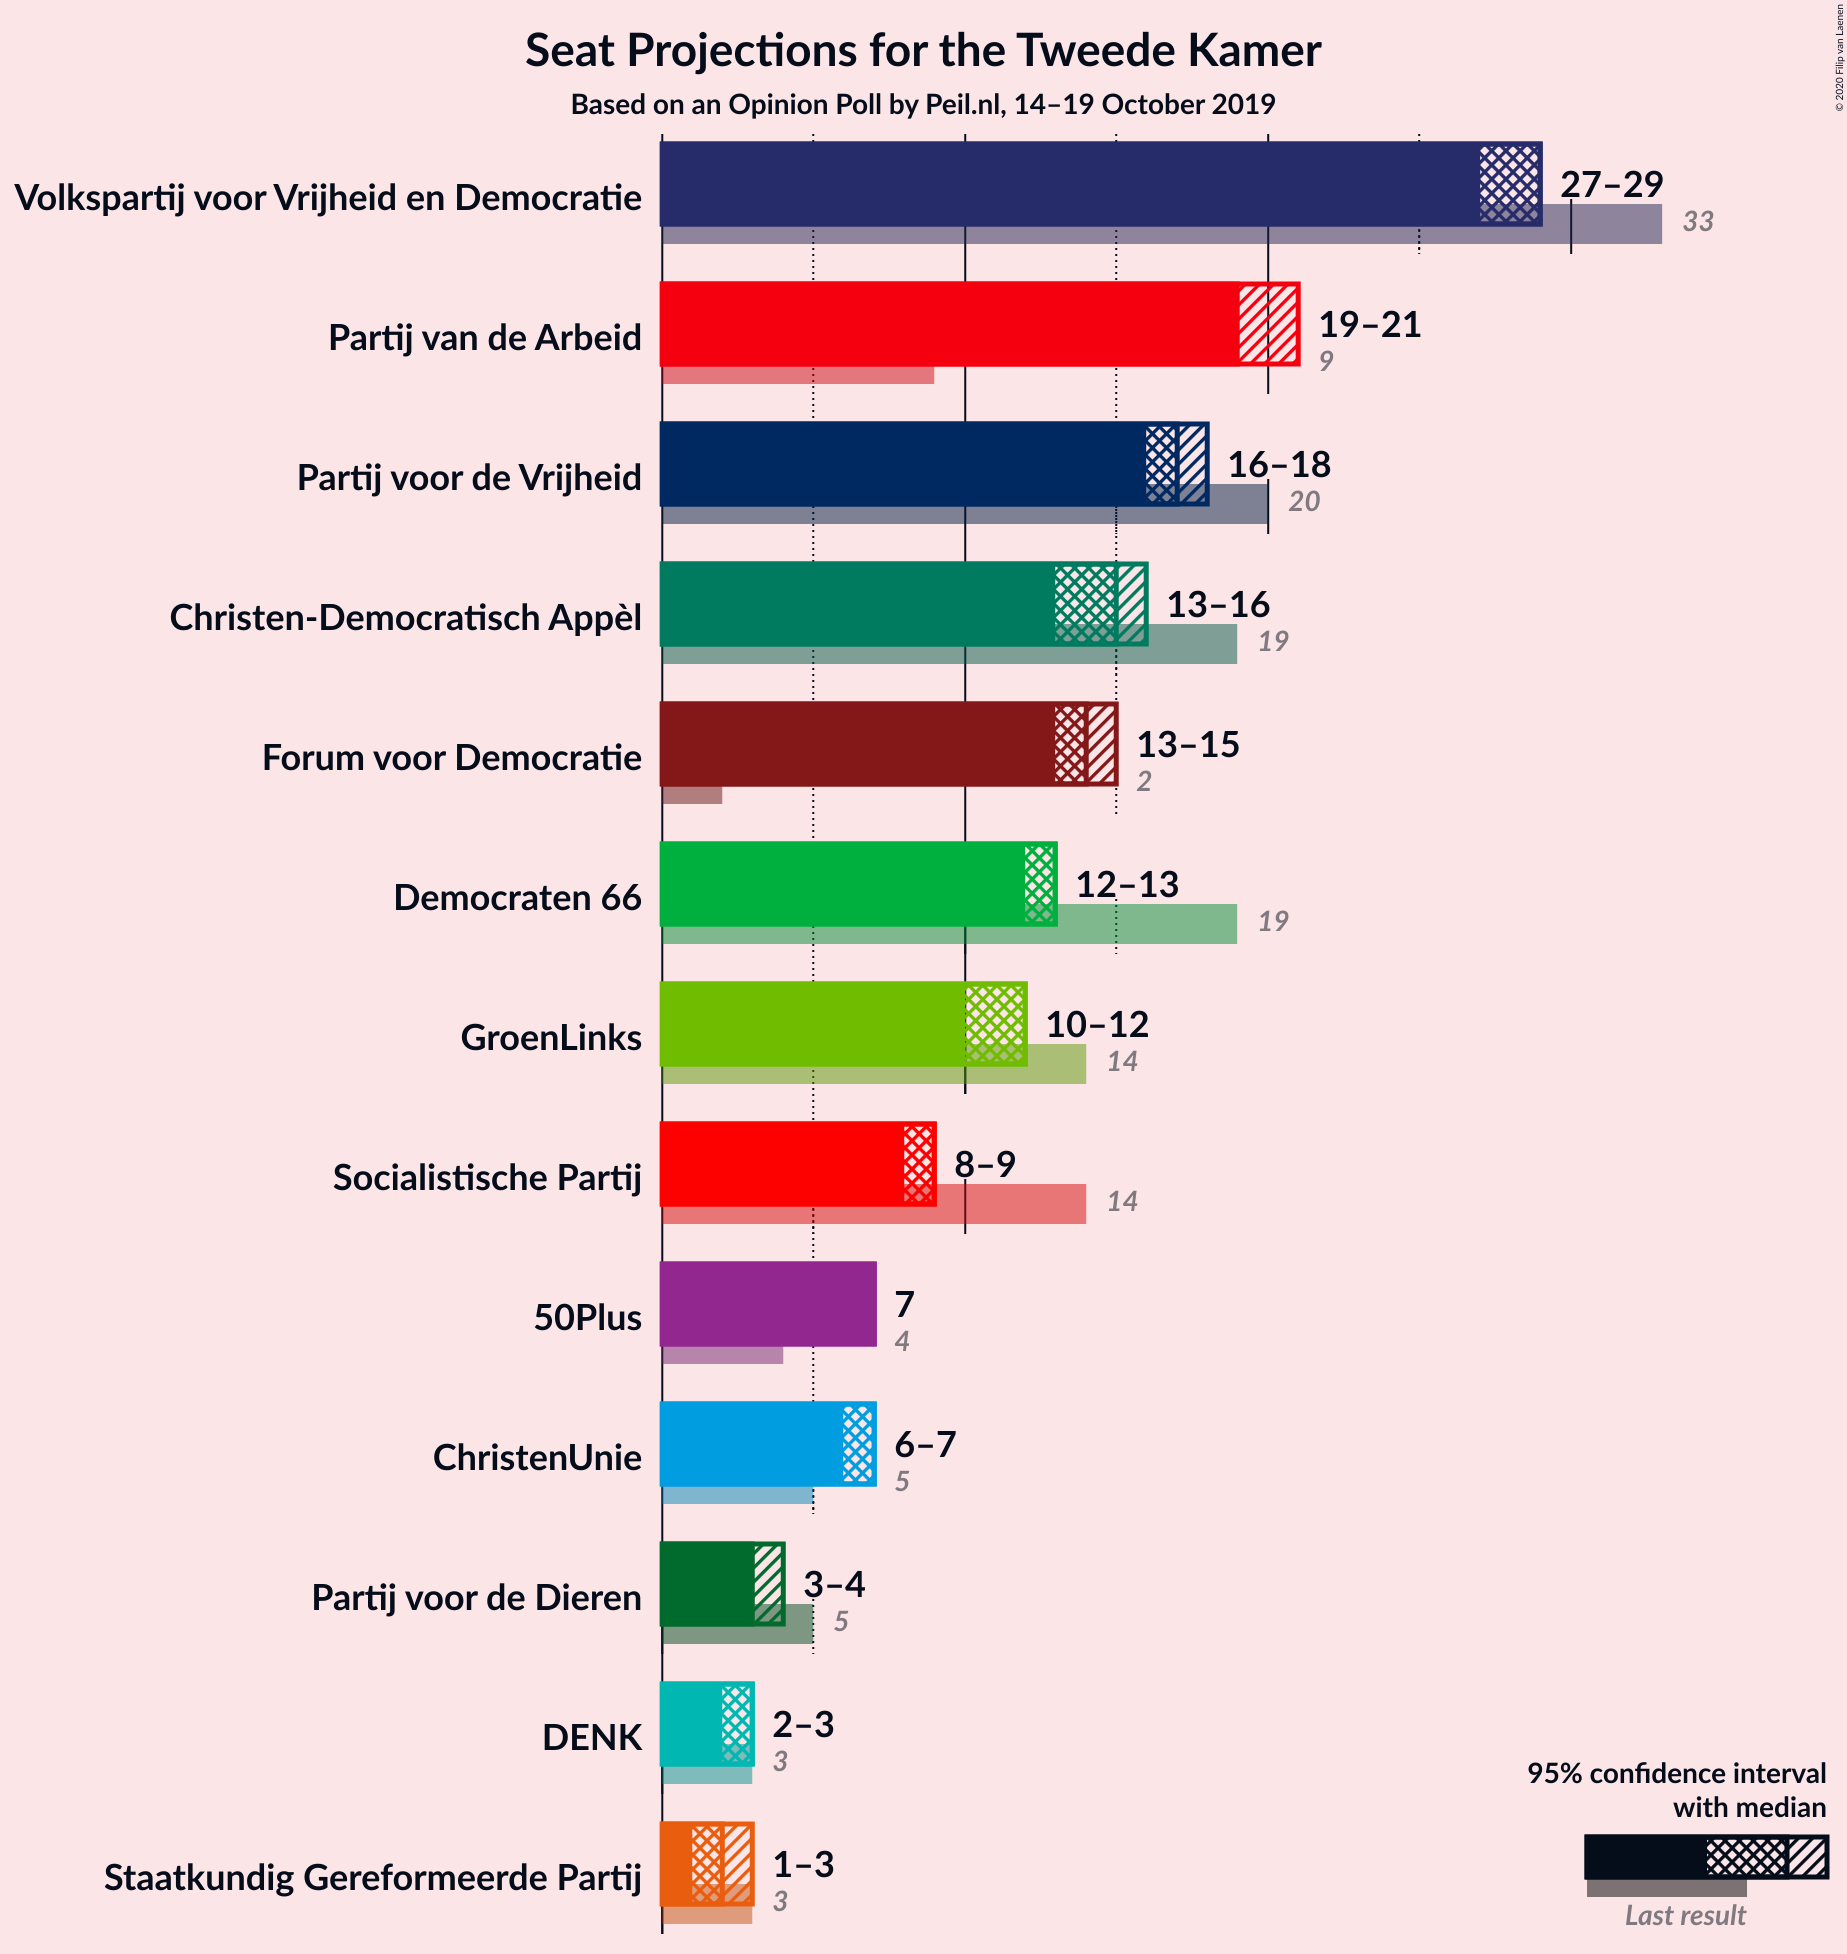 Seat Projections for the Tweede Kamer
Based on an Opinion Poll by Peil.nl, 14–19 October 2019
© 2020 Filip van Laenen
Volkspartij voor Vrijheid en Democratie
27–29
33
Partij van de Arbeid
19–21
9
Partij voor de Vrijheid
16–18
20
Christen-Democratisch Appèl
13–16
19
Forum voor Democratie
13–15
2
Democraten 66
12–13
19
GroenLinks
10–12
14
Socialistische Partij
8–9
14
50Plus
7
4
ChristenUnie
6–7
5
Partij voor de Dieren
3–4
5
DENK
2–3
3
Staatkundig Gereformeerde Partij
1–3
3
95% confidence interval
with median
Last result